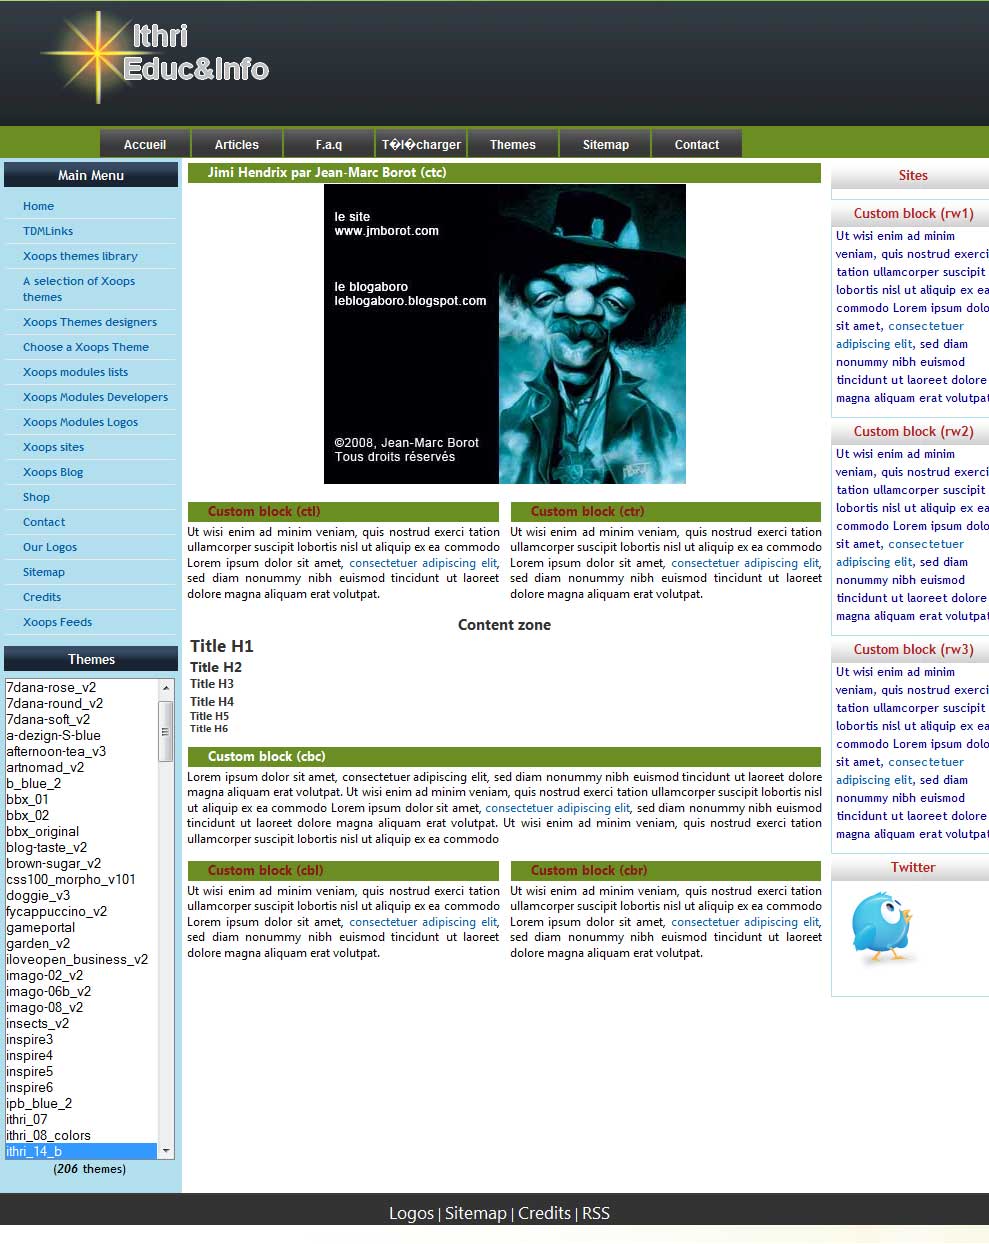 Ithri
Educ&Info
Accueil
Articles
F.a.q
T�l�charger
Themes
Sitemap
Contact
Main Menu
Home
TDMLinks
Xoops themes library
A selection of Xoops
themes
Xoops Themes designers
Choose a Xoops Theme
Xoops modules lists
Xoops Modules Developers
Xoops Modules Logos
Xoops sites
Xoops Blog
Shop
Contact
Our Logos
Sitemap
Credits
Xoops Feeds
Themes
7dana-rose_v2
7dana-round_v2
7dana-soft_v2
a-dezign-S-blue
afternoon-tea_v3
artnomad_v2
b_blue_2
bbx_01
bbx_02
bbx_original
blog-taste_v2
brown-sugar_v2
css100_morpho_v101
doggie_v3
fycappuccino_v2
gameportal
garden_v2
iloveopen_business_v2
imago-02_v2
imago-06b_v2
imago-08_v2
insects_v2
inspire3
inspire4
inspire5
inspire6
ipb_blue_2
ithri_07
ithri_08_colors
ithri_14_b
(206 themes)
Jimi Hendrix par Jean-Marc Borot (ctc)
le site
www.jmborot.com
le blogaboro
leblogaboro.blogspot.com
©2008, Jean-Marc Borot
Tous droits réservés
Custom block (ctl)
Ut wisi enim ad minim veniam, quis nostrud exerci tation
ullamcorper suscipit lobortis nisl ut aliquip ex ea commodo
Lorem ipsum dolor sit amet, consectetuer adipiscing elit,
sed diam nonummy nibh euismod tincidunt ut laoreet
dolore magna aliquam erat volutpat.
Custom block (ctr)
Ut wisi enim ad minim veniam, quis nostrud exerci tation
ullamcorper suscipit lobortis nisl ut aliquip ex ea commodo
Lorem ipsum dolor sit amet, consectetuer adipiscing elit,
sed diam nonummy nibh euismod tincidunt ut laoreet
dolore magna aliquam erat volutpat.
Content zone
Title H1
Title H2
Title H3
Title H4
Title H5
Title H6
Custom block (cbc)
Lorem ipsum dolor sit amet, consectetuer adipiscing elit, sed diam nonummy nibh euismod tincidunt ut laoreet dolore
magna aliquam erat volutpat. Ut wisi enim ad minim veniam, quis nostrud exerci tation ullamcorper suscipit lobortis nisl
ut aliquip ex ea commodo Lorem ipsum dolor sit amet, consectetuer adipiscing elit, sed diam nonummy nibh euismod
tincidunt ut laoreet dolore magna aliquam erat volutpat. Ut wisi enim ad minim veniam, quis nostrud exerci tation
ullamcorper suscipit lobortis nisl ut aliquip ex ea commodo
Custom block (cbl)
Ut wisi enim ad minim veniam, quis nostrud exerci tation
ullamcorper suscipit lobortis nisl ut aliquip ex ea commodo
Lorem ipsum dolor sit amet, consectetuer adipiscing elit,
sed diam nonummy nibh euismod tincidunt ut laoreet
dolore magna aliquam erat volutpat.
Custom block (cbr)
Ut wisi enim ad minim veniam, quis nostrud exerci tation
ullamcorper suscipit lobortis nisl ut aliquip ex ea commodo
Lorem ipsum dolor sit amet, consectetuer adipiscing elit,
sed diam nonummy nibh euismod tincidunt ut laoreet
dolore magna aliquam erat volutpat.
Sites
Custom block (rw1)
Ut wisi enim ad minim
veniam, quis nostrud exerci
tation ullamcorper suscipit
lobortis nisl ut aliquip ex ea
commodo Lorem ipsum dolo
sit amet, consectetuer
adipiscing elit, sed diam
nonummy nibh euismod
tincidunt ut laoreet dolore
magna aliquam erat volutpat
Custom block (rw2)
Ut wisi enim ad minim
veniam, quis nostrud exerci
tation ullamcorper suscipit
lobortis nisl ut aliquip ex ea
commodo Lorem ipsum dolo
sit amet, consectetuer
adipiscing elit, sed diam
nonummy nibh euismod
tincidunt ut laoreet dolore
magna aliquam erat volutpat
Custom block (rw3)
Ut wisi enim ad minim
veniam, quis nostrud exerci
tation ullamcorper suscipit
lobortis nisl ut aliquip ex ea
commodo Lorem ipsum dolo
sit amet, consectetuer
adipiscing elit, sed diam
nonummy nibh euismod
tincidunt ut laoreet dolore
magna aliquam erat volutpat
Twitter
Logos | Sitemap | Credits | RSS